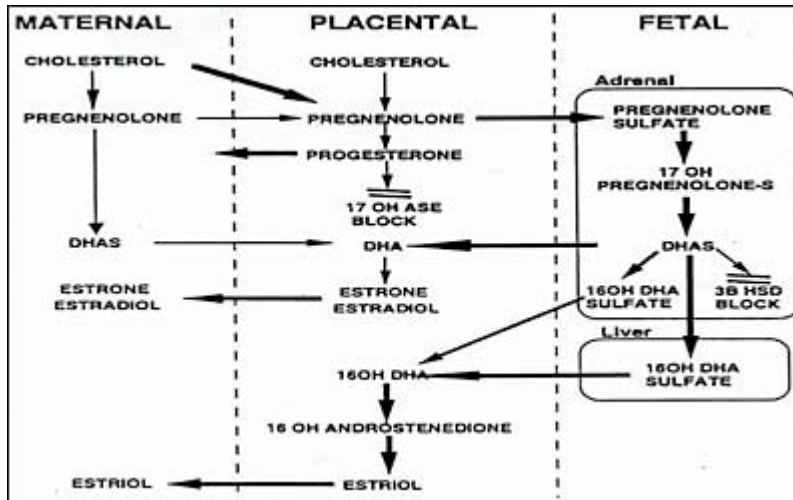 MATERNAL
PLACENTAL
FETAL
CHOLESTEROL
CHOLESTEROL
Adrenal
PREGNENOLONE
PREGNENOLONE
PREGNENOLONE
SULFATE
PROGESTERONE
17 OH
PREGNENOLONE-S
17 OH ASE
BLOCK
DHAS
DHA
DHAS
ESTRONE
ESTRADIOL
ESTRONE
ESTRADIOL
16OH DHA
SULFATE
3B HSD
BLOCK
Liver
16OH DHA
16OH DHA
SULFATE
16 OH ANDROSTENEDIONE
ESTRIOL
ESTRIOL